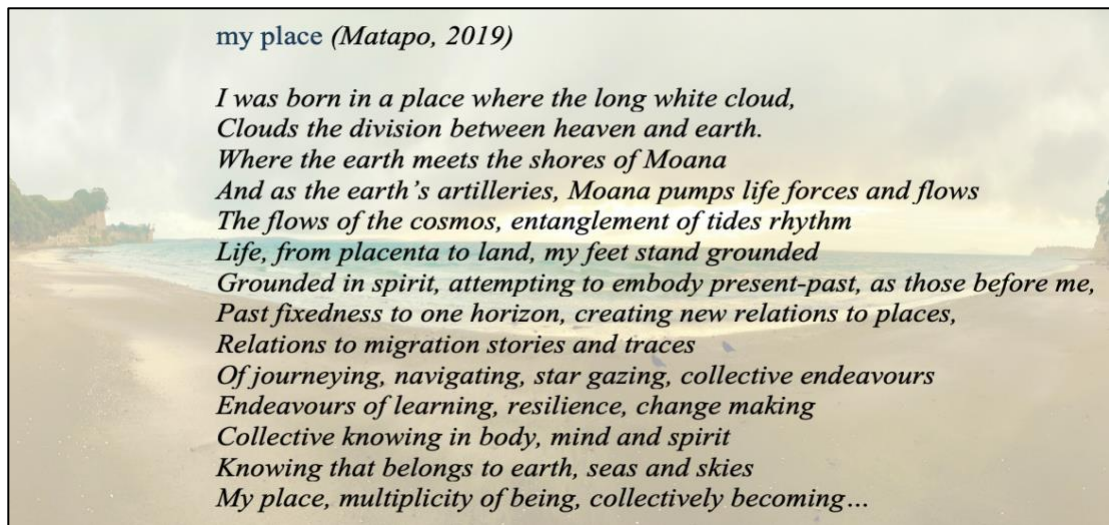 my place (Matapo, 2019)
I was born in a place where the long white cloud,
Clouds the division between heaven and earth.
Where the earth meets the shores of Moana
And as the earth’s artilleries, Moana pumps life forces and flows
The flows of the cosmos, entanglement of tides rhythm
Life, from placenta to land, my feet stand grounded
Grounded in spirit, attempting to embody present-past, as those before me,
Past fixedness to one horizon, creating new relations to places,
Relations to migration stories and traces
Of journeying, navigating, star gazing, collective endeavours
Endeavours of learning, resilience, change making
Collective knowing in body, mind and spirit
Knowing that belongs to earth, seas and skies
My place, multiplicity of being, collectively becoming…